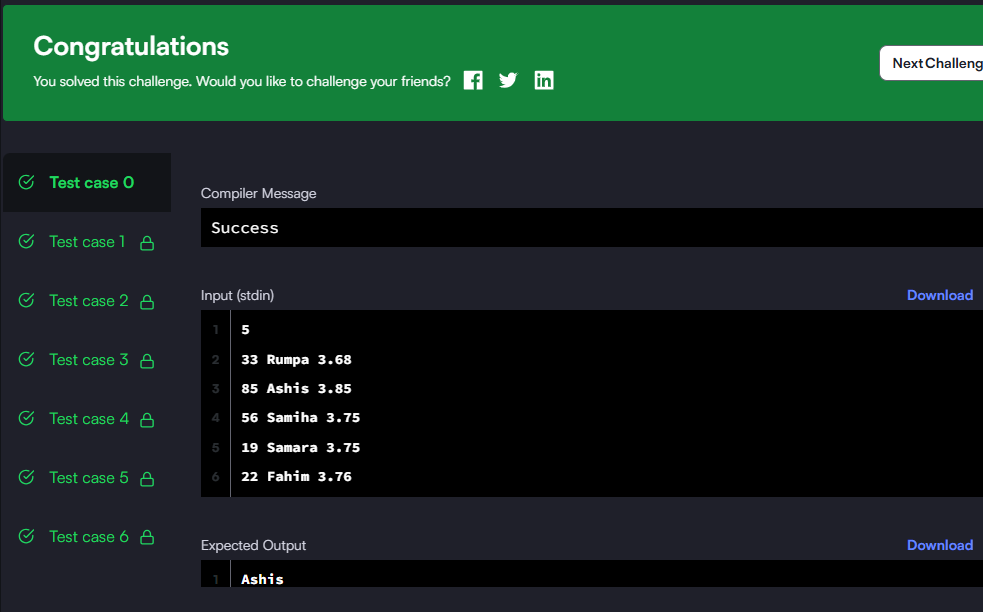 Congratulations
You solved this challenge. Would you like to challenge your friends?
Next Challeng
Test case 0
Test case 1
Test case 2
Test case 3
Test case 4
Test case 5
Test case 6
Compiler Message
Success
Input (stdin)
Download
1 5
2 33 Rumpa 3.68
3 85 Ashis 3.85
4 56 Samiha 3.75
5 19 Samara 3.75
6 22 Fahim 3.76
Expected Output
Download
1 Ashis